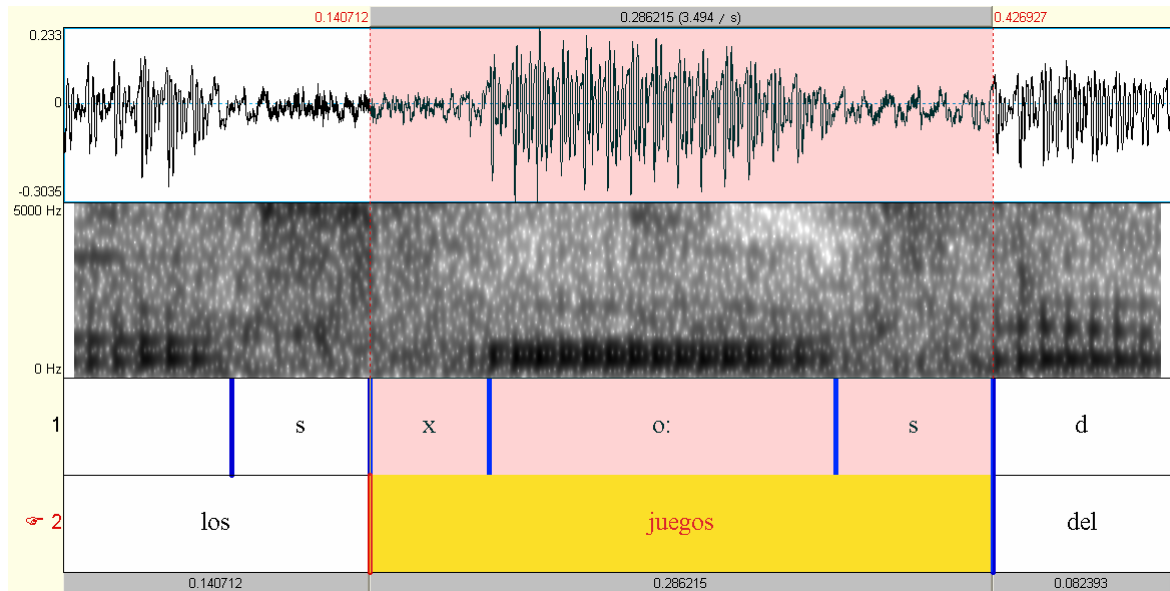 0.140712 0.286215 (3.494 / s) 0.426927
0.233
0
-0.3035
5000 Hz
0 Hz
1 s x o: s d
2 los juegos del
0.140712 0.286215 0.082393